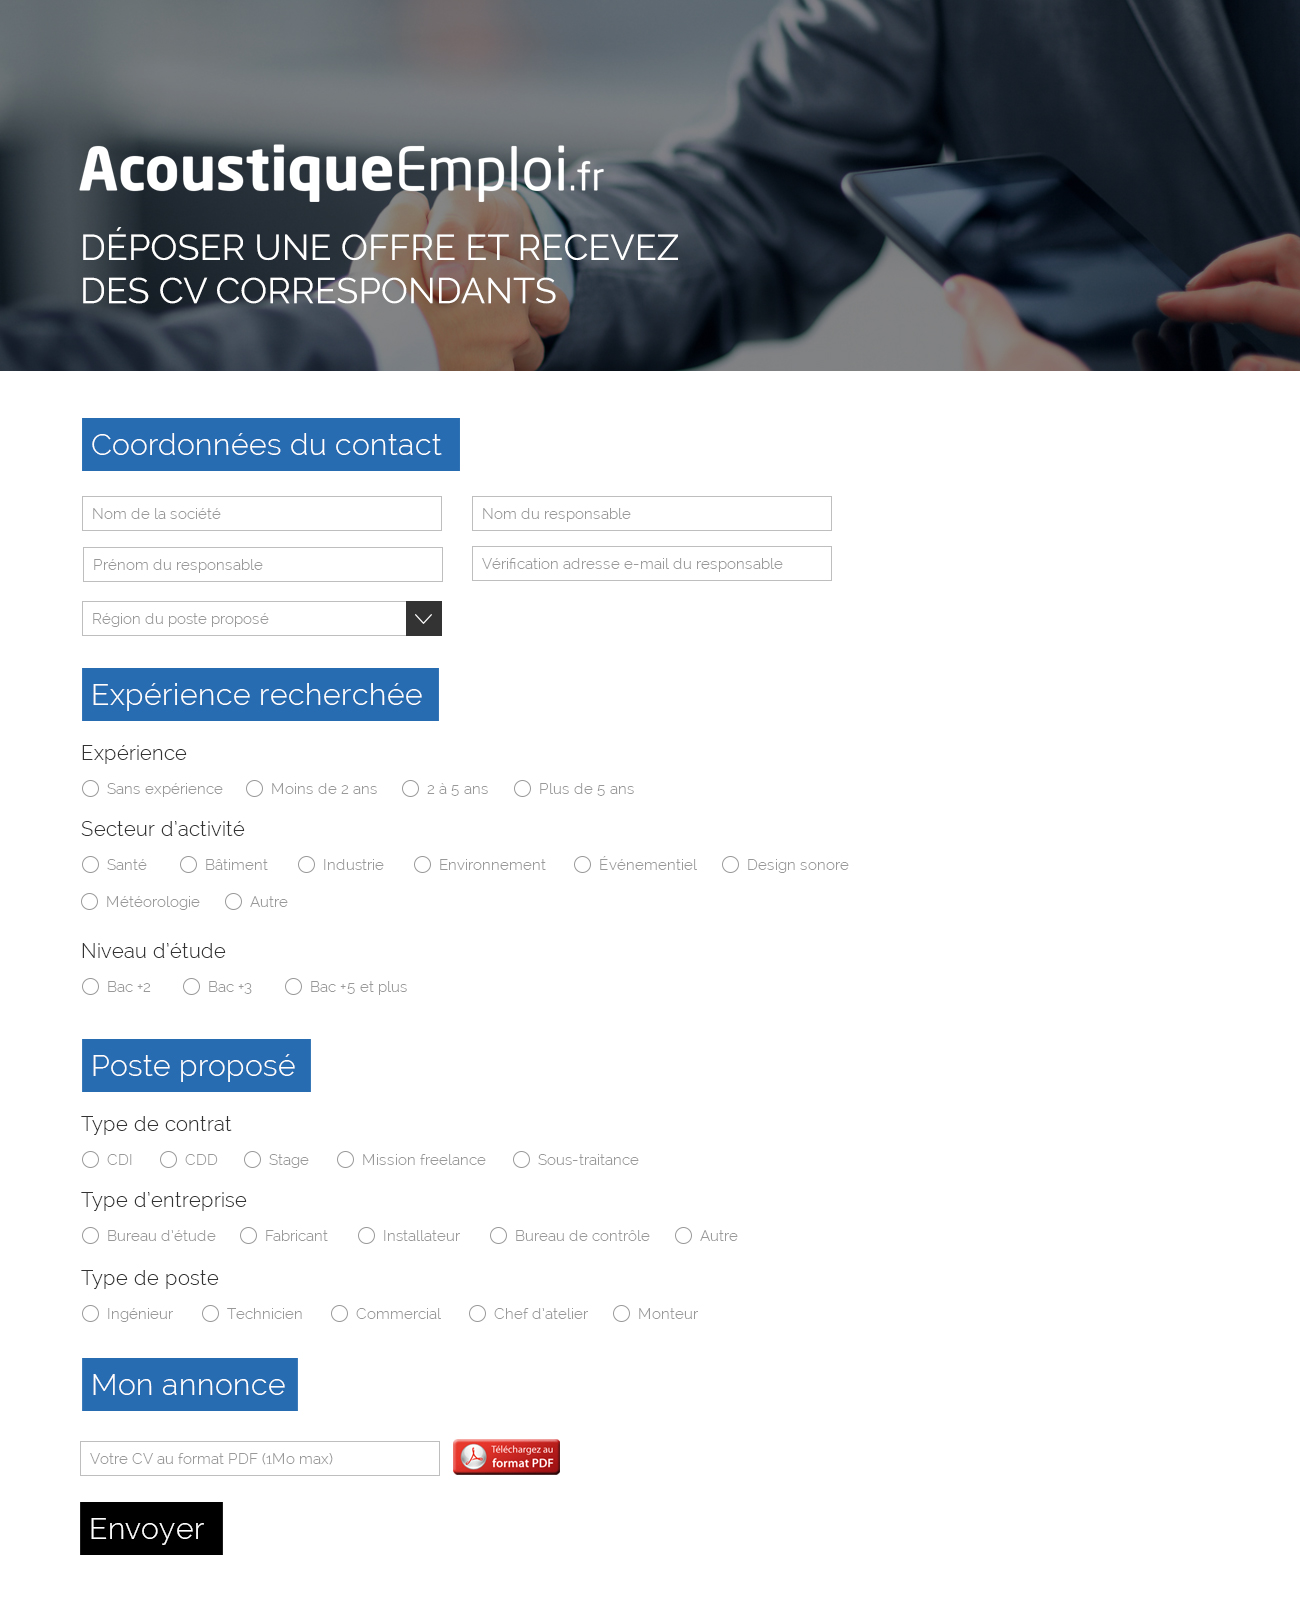 AcoustiqueEmploi.fr
DÉPOSER UNE OFFRE ET RECEVEZ
DES CV CORRESPONDANTS
Coordonnées du contact
Nom de la société Nom du responsable
Prénom du responsable Vérification adresse e-mail du responsable
Région du poste proposé
Expérience recherchée
Expérience
Sans expérience Moins de 2 ans 2 à 5 ans Plus de 5 ans
Secteur d'activité
Santé Bâtiment Industrie Environnement Événementiel Design sonore
Météorologie Autre
Niveau d'étude
Bac +2 Bac +3 Bac +5 et plus
Poste proposé
Type de contrat
CDI CDD Stage Mission freelance Sous-traitance
Type d'entreprise
Bureau d'étude Fabricant Installateur Bureau de contrôle Autre
Type de poste
Ingénieur Technicien Commercial Chef d'atelier Monteur
Mon annonce
Votre CV au format PDF (1Mo max) Téléchargez au
format PDF
Envoyer